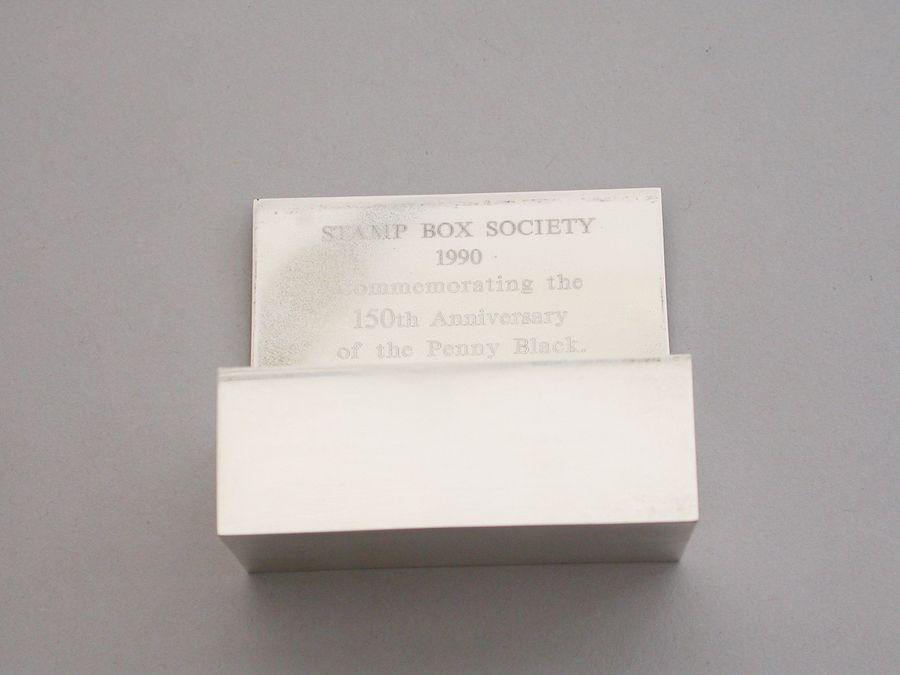 STAMP BOX SOCIETY
1990
Commemorating the
150th Anniversary
of the Penny Black.